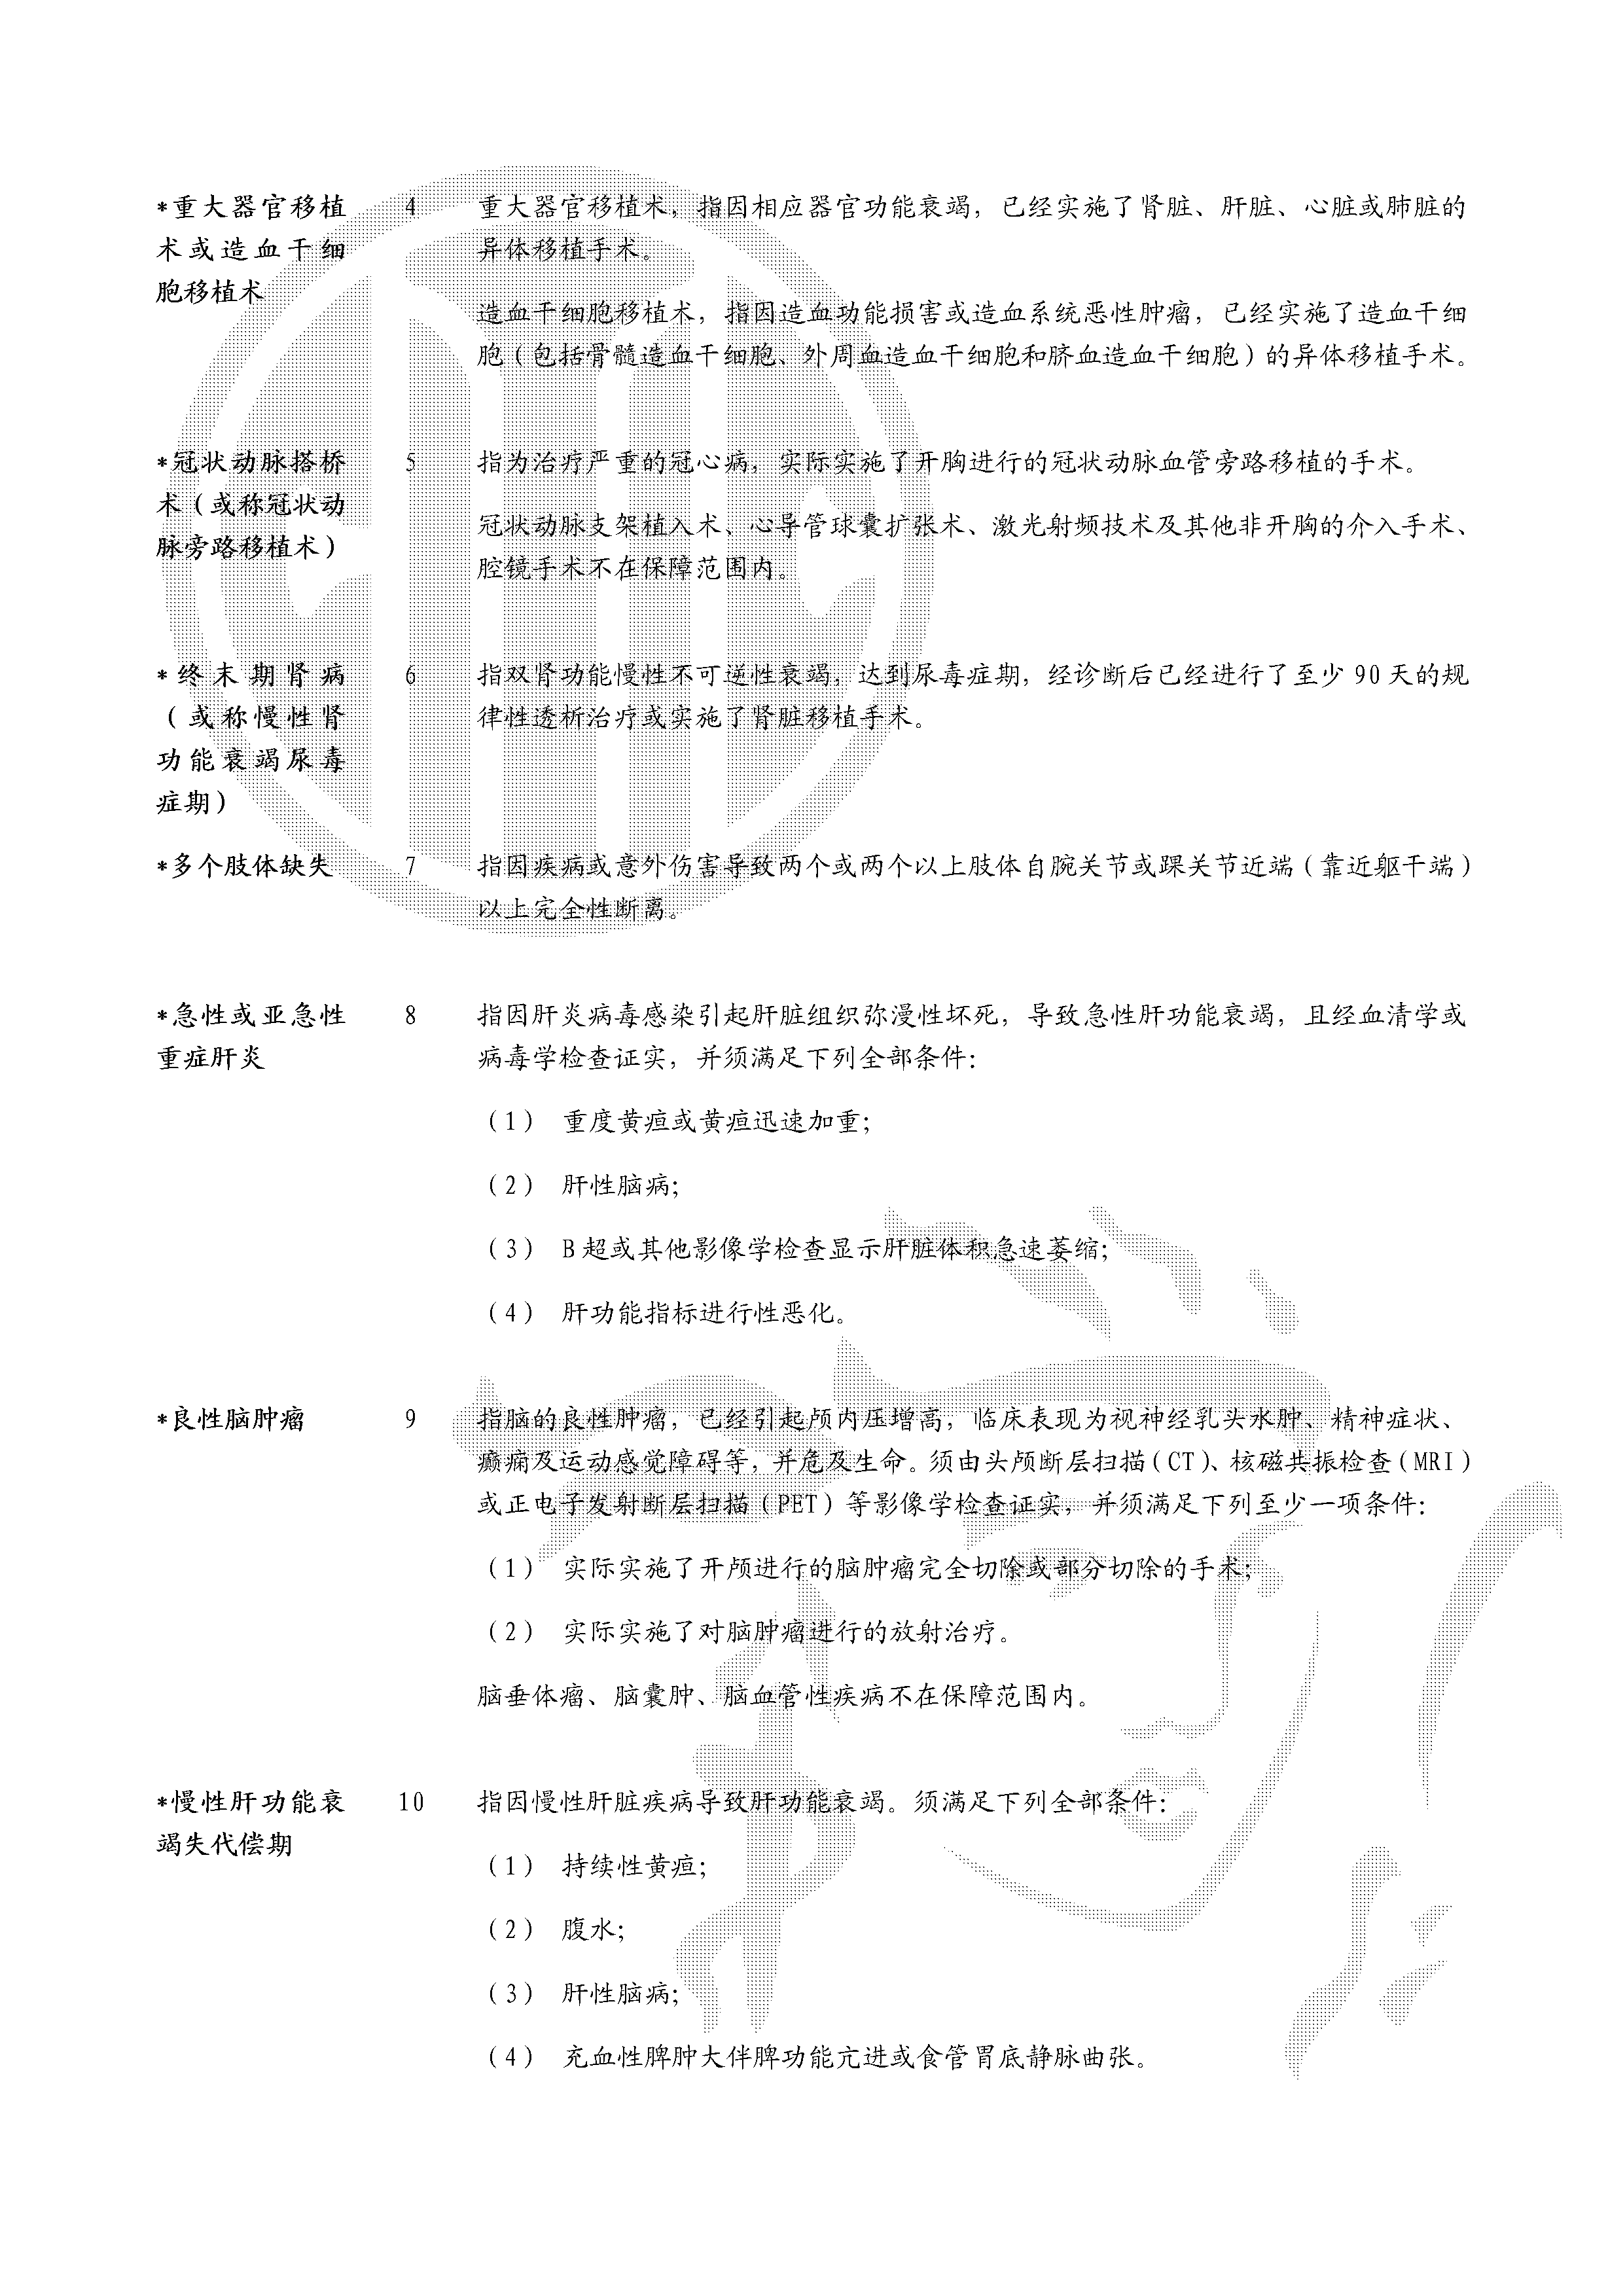 *重大器官移植 4 重大器官移植术，指因相应器官功能衰竭，已经实施了肾脏、肝脏、心脏或肺脏的
术或造血干细 异体移植手术。
胞移植术
造血干细胞移植术，指因造血功能损害或造血系统恶性肿瘤，已经实施了造血干细
胞（包括骨髓造血干细胞、外周血造血干细胞和脐血造血干细胞）的异体移植手术。
*冠状动脉搭桥 5 指为治疗严重的冠心病，实际实施了开胸进行的冠状动脉血管旁路移植的手术。
术（或称冠状动
脉旁路移植术）
冠状动脉支架植入术、心导管球囊扩张术、激光射频技术及其他非开胸的介入手术、
腔镜手术不在保障范围内。
*终末期肾病 6 指双肾功能慢性不可逆性衰竭，达到尿毒症期，经诊断后已经进行了至少 90 天的规
（或称慢性肾 律性透析治疗或实施了肾脏移植手术。
功能衰竭尿毒
症期）
*多个肢体缺失 7 指因疾病或意外伤害导致两个或两个以上肢体自腕关节或踝关节近端（靠近躯干端）
以上完全性断离。
*急性或亚急性 8 指因肝炎病毒感染引起肝脏组织弥漫性坏死，导致急性肝功能衰竭，且经血清学或
重症肝炎 病毒学检查证实，并须满足下列全部条件：
（1） 重度黄疸或黄疸迅速加重；
（2） 肝性脑病；
（3） B 超或其他影像学检查显示肝脏体积急速萎缩；
（4） 肝功能指标进行性恶化。
*良性脑肿瘤 9 指脑的良性肿瘤，已经引起颅内压增高，临床表现为视神经乳头水肿、精神症状、
癫痫及运动感觉障碍等，并危及生命。须由头颅断层扫描（CT）、核磁共振检查（MRI）
或正电子发射断层扫描（PET）等影像学检查证实，并须满足下列至少一项条件：
（1） 实际实施了开颅进行的脑肿瘤完全切除或部分切除的手术；
（2） 实际实施了对脑肿瘤进行的放射治疗。
脑垂体瘤、脑囊肿、脑血管性疾病不在保障范围内。
*慢性肝功能衰 10 指因慢性肝脏疾病导致肝功能衰竭。须满足下列全部条件：
竭失代偿期
（1） 持续性黄疸；
（2） 腹水；
（3） 肝性脑病；
（4） 充血性脾肿大伴脾功能亢进或食管胃底静脉曲张。